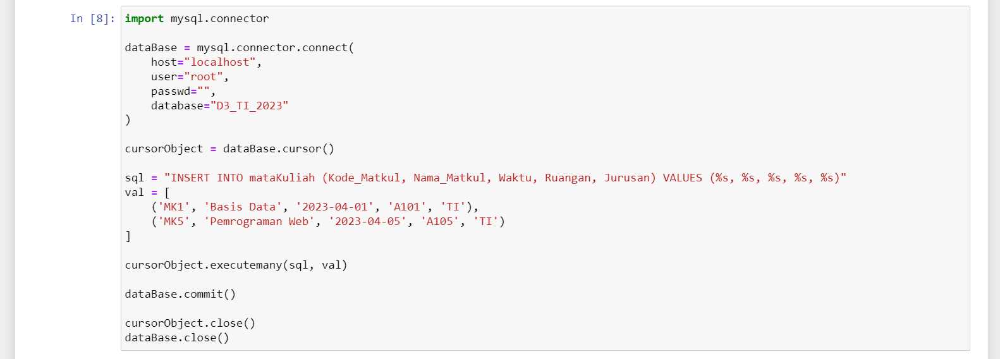 In [8]: import mysql.connector
dataBase = mysql.connector.connect(
    host="localhost",
    user="root",
    passwd="",
    database="D3_TI_2023"
)
cursorObject = dataBase.cursor()
sql = "INSERT INTO mataKuliah (Kode_Matkul, Nama_Matkul, Waktu, Ruangan, Jurusan) VALUES (%s, %s, %s, %s, %s)"
val = [
    ('MK1', 'Basis Data', '2023-04-01', 'A101', 'TI'),
    ('MK5', 'Pemrograman Web', '2023-04-05', 'A105', 'TI')
]
cursorObject.executemany(sql, val)
dataBase.commit()
cursorObject.close()
dataBase.close()